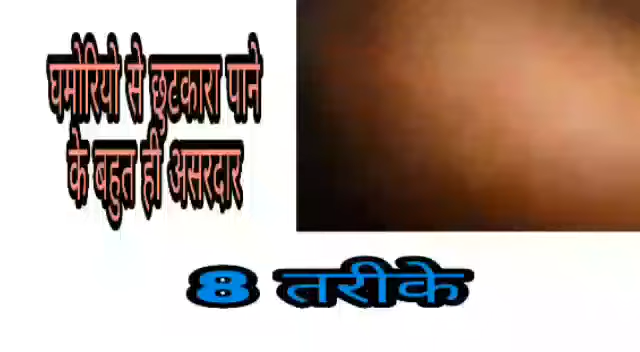 घमोरियो से छुटकारा पाने
के बहुत ही असरदार
8 तरीके